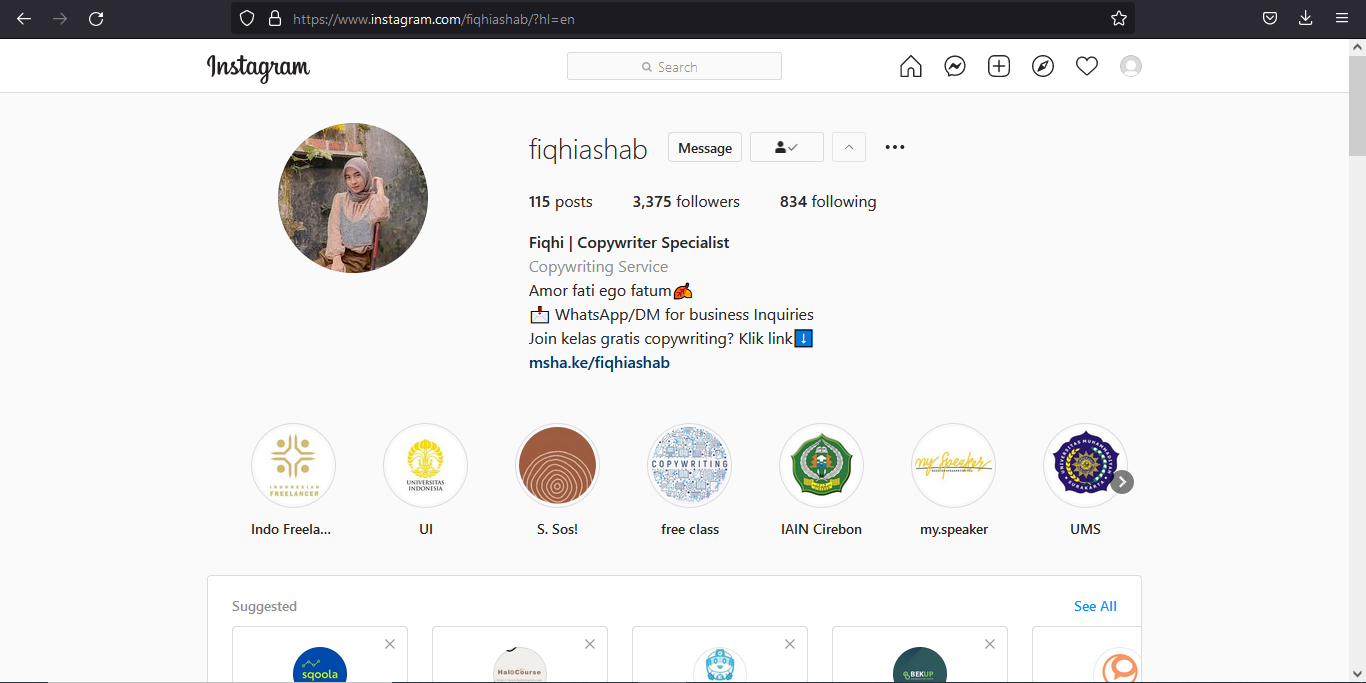 https://www.instagram.com/fiqhiashab/?hl=en
Instagram
Search
fiqhiashab
Message
115 posts 3,375 followers 834 following
Fiqhi | Copywriter Specialist
Copywriting Service
Amor fati ego fatum🍂
📩 WhatsApp/DM for business Inquiries
Join kelas gratis copywriting? Klik link⬇️
msha.ke/fiqhiashab
INDONESIAN
FREELANCER
UNIVERSITAS
INDONESIA
COPYWRITING
my Speaker
Indo Freela... UI S. Sos! free class IAIN Cirebon my.speaker UMS
Suggested See All
sqoola
HaloCourse
BEKUP